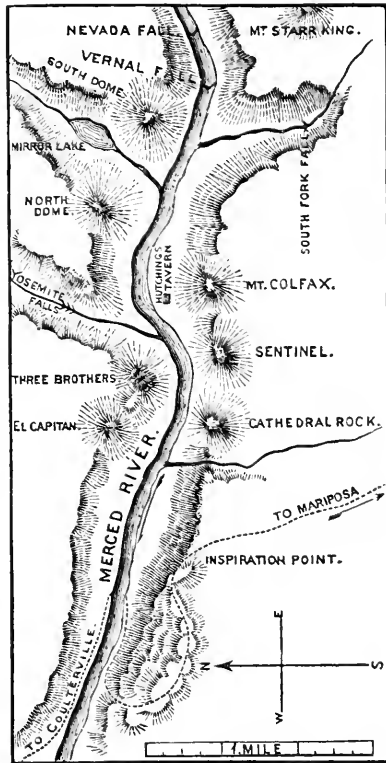 NEVADA FALL.
MT. STARR KING.
VERNAL FALL
SOUTH DOME.
MIRROR LAKE
SOUTH FORK FALL.
NORTH
DOME.
HUTCHINGS
TAVERN
MT. COLFAX.
YOSEMITE
FALLS
SENTINEL.
THREE BROTHERS
EL CAPITAN.
CATHEDRAL ROCK.
MERCED RIVER.
TO MARIPOSA
INSPIRATION POINT.
TO COULTERVILLE
N
E
W
S
1 MILE